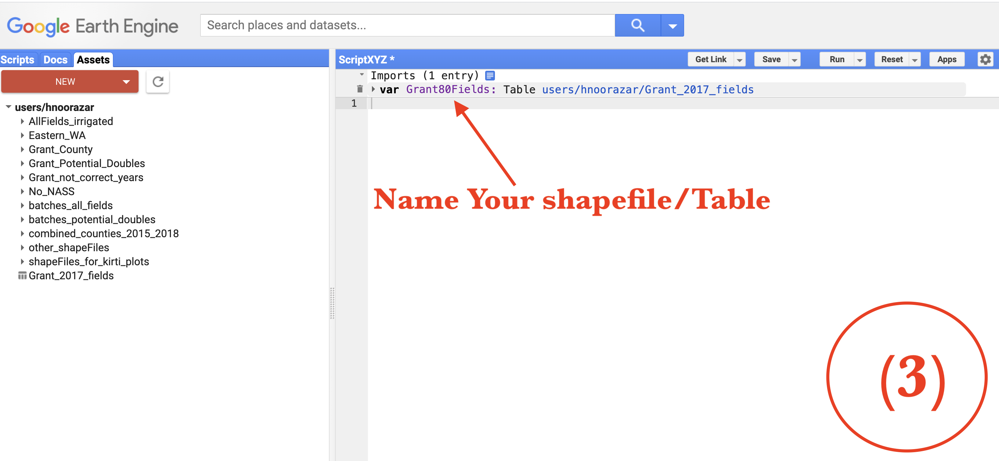 Google Earth Engine
Search places and datasets...
Scripts Docs Assets
NEW
users/hnoorazar
AllFields_irrigated
Eastern_WA
Grant_County
Grant_Potential_Doubles
Grant_not_correct_years
No_NASS
batches_all_fields
batches_potential_doubles
combined_counties_2015_2018
other_shapeFiles
shapeFiles_for_kirti_plots
Grant_2017_fields
ScriptXYZ *
Get Link Save Run Reset Apps
Imports (1 entry)
var Grant80Fields: Table users/hnoorazar/Grant_2017_fields
1
Name Your shapefile/Table
(3)